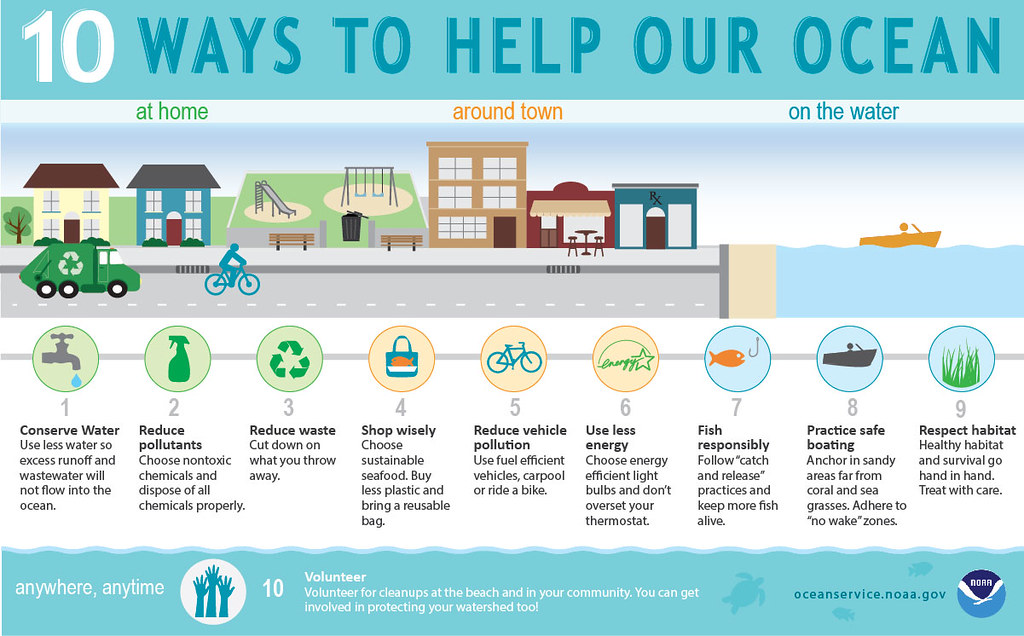 10 WAYS TO HELP OUR OCEAN
at home
around town
on the water
Rx
energy
1
Conserve Water
Use less water so
excess runoff and
wastewater will
not flow into the
ocean.
2
Reduce
pollutants
Choose nontoxic
chemicals and
dispose of all
chemicals properly.
3
Reduce waste
Cut down on
what you throw
away.
4
Shop wisely
Choose
sustainable
seafood. Buy
less plastic and
bring a reusable
bag.
5
Reduce vehicle
pollution
Use fuel efficient
vehicles, carpool
or ride a bike.
6
Use less
energy
Choose energy
efficient light
bulbs and don't
overset your
thermostat.
7
Fish
responsibly
Follow “catch
and release”
practices and
keep more fish
alive.
8
Practice safe
boating
Anchor in sandy
areas far from
coral and sea
grasses. Adhere to
“no wake” zones.
9
Respect habitat
Healthy habitat
and survival go
hand in hand.
Treat with care.
anywhere, anytime
10
Volunteer
Volunteer for cleanups at the beach and in your community. You can get
involved in protecting your watershed too!
oceanservice.noaa.gov
NOAA